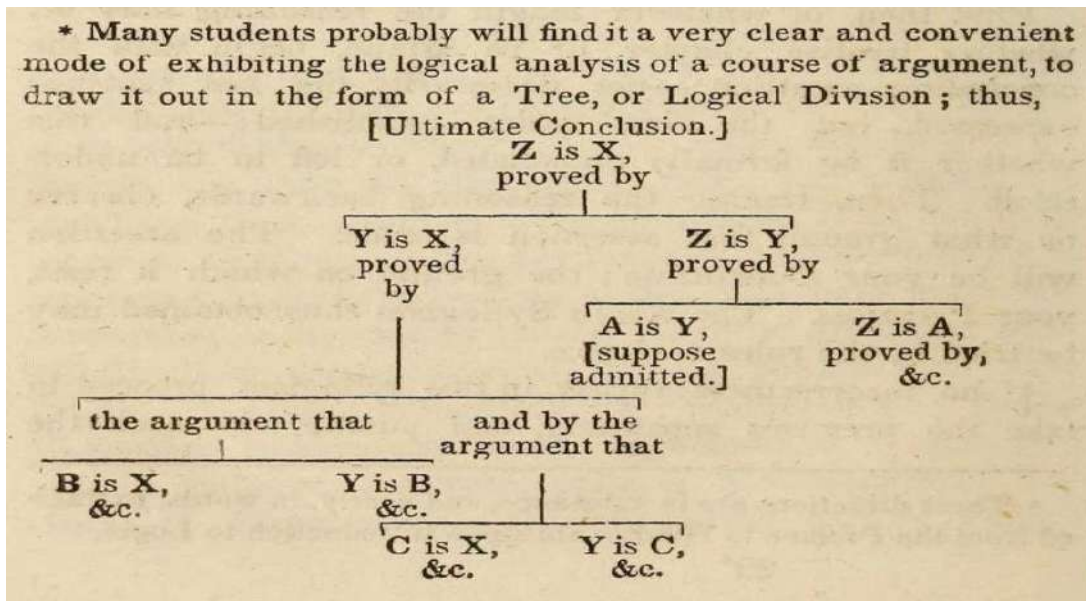 * Many students probably will find it a very clear and convenient
mode of exhibiting the logical analysis of a course of argument, to
draw it out in the form of a Tree, or Logical Division; thus,
[Ultimate Conclusion.]
Z is X,
proved by
Y is X,
proved
by
Z is Y,
proved by
A is Y,
[suppose
admitted.]
Z is A,
proved by,
&c.
the argument that
and by the
argument that
B is X,
&c.
Y is B,
&c.
C is X,
&c.
Y is C,
&c.